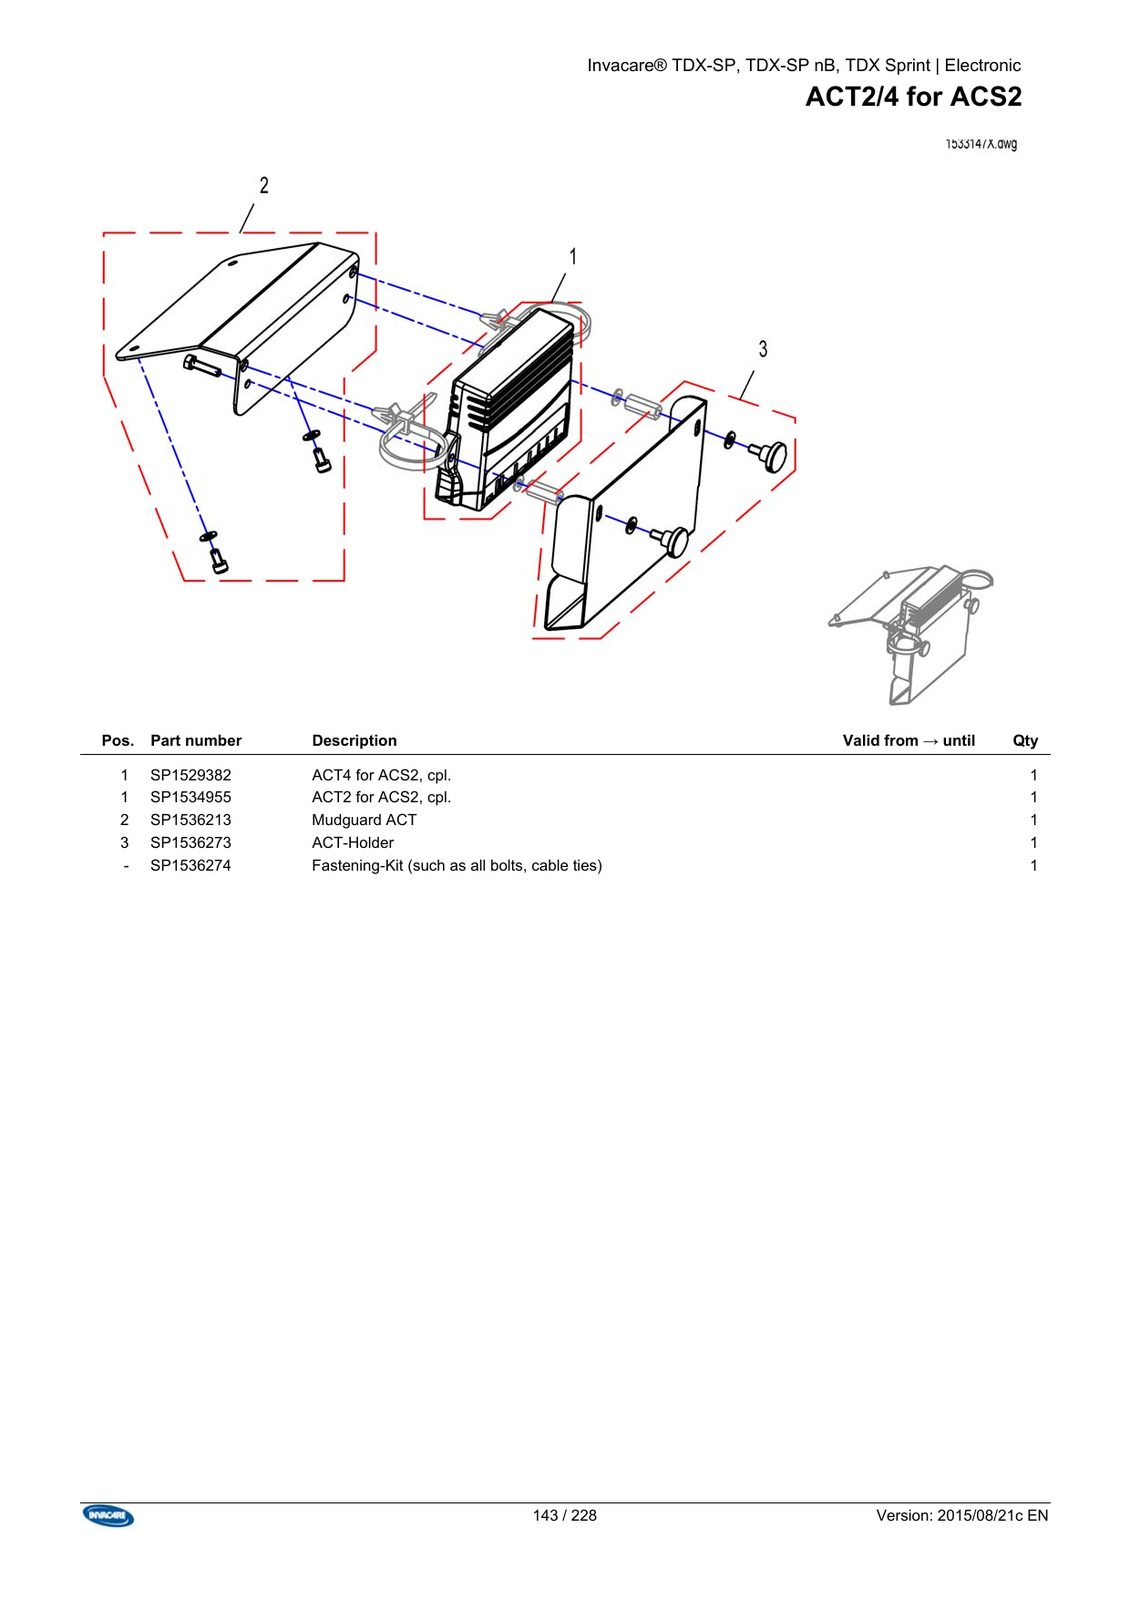 Invacare® TDX-SP, TDX-SP nB, TDX Sprint | Electronic
ACT2/4 for ACS2
1533147X.dwg
2
1
3
Pos. Part number Description Valid from → until Qty
1 SP1529382 ACT4 for ACS2, cpl. 1
1 SP1534955 ACT2 for ACS2, cpl. 1
2 SP1536213 Mudguard ACT 1
3 SP1536273 ACT-Holder 1
- SP1536274 Fastening-Kit (such as all bolts, cable ties) 1
INVACARE 143 / 228 Version: 2015/08/21c EN